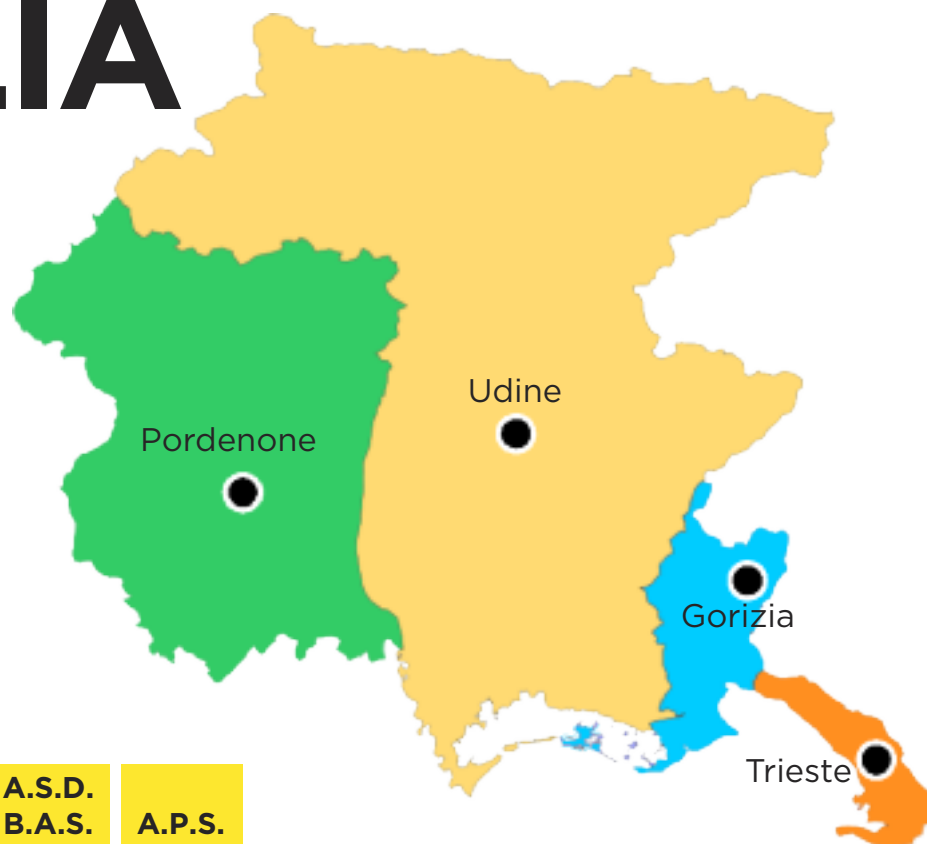 LIA
Udine
Pordenone
Gorizia
Trieste
A.S.D.
B.A.S.
A.P.S.